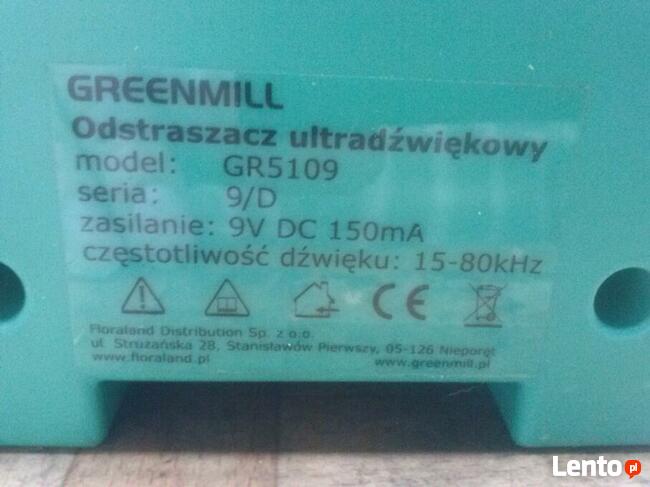 GREENMILL
Odstraszacz ultradźwiękowy
model: GR5109
seria: 9/D
zasilanie: 9V DC 150mA
częstotliwość dźwięku: 15-80kHz
CE
Floraland Distribution Sp. z o.o.
ul. Strużańska 28, Stanisławów Pierwszy, 05-126 Nieporęt
www.floraland.pl www.greenmill.pl
Lento.pl